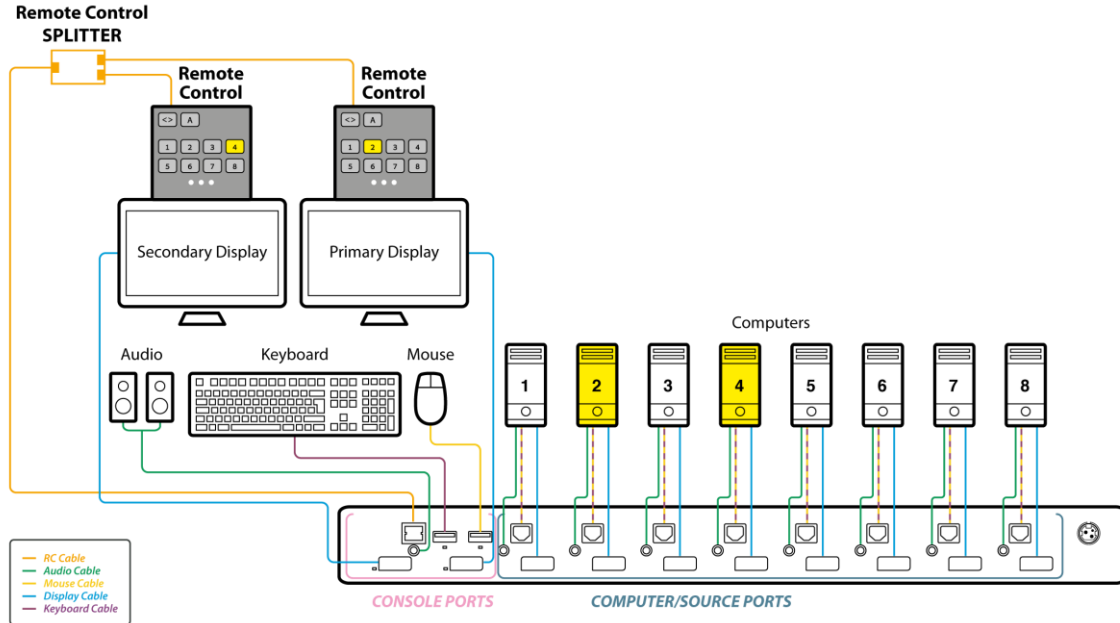 Remote Control
SPLITTER
Remote
Control
Remote
Control
<> A
1 2 3 4
5 6 7 8
<> A
1 2 3 4
5 6 7 8
Secondary Display
Primary Display
Computers
Audio
Keyboard
Mouse
1 2 3 4 5 6 7 8
RC Cable
Audio Cable
Mouse Cable
Display Cable
Keyboard Cable
CONSOLE PORTS
COMPUTER/SOURCE PORTS